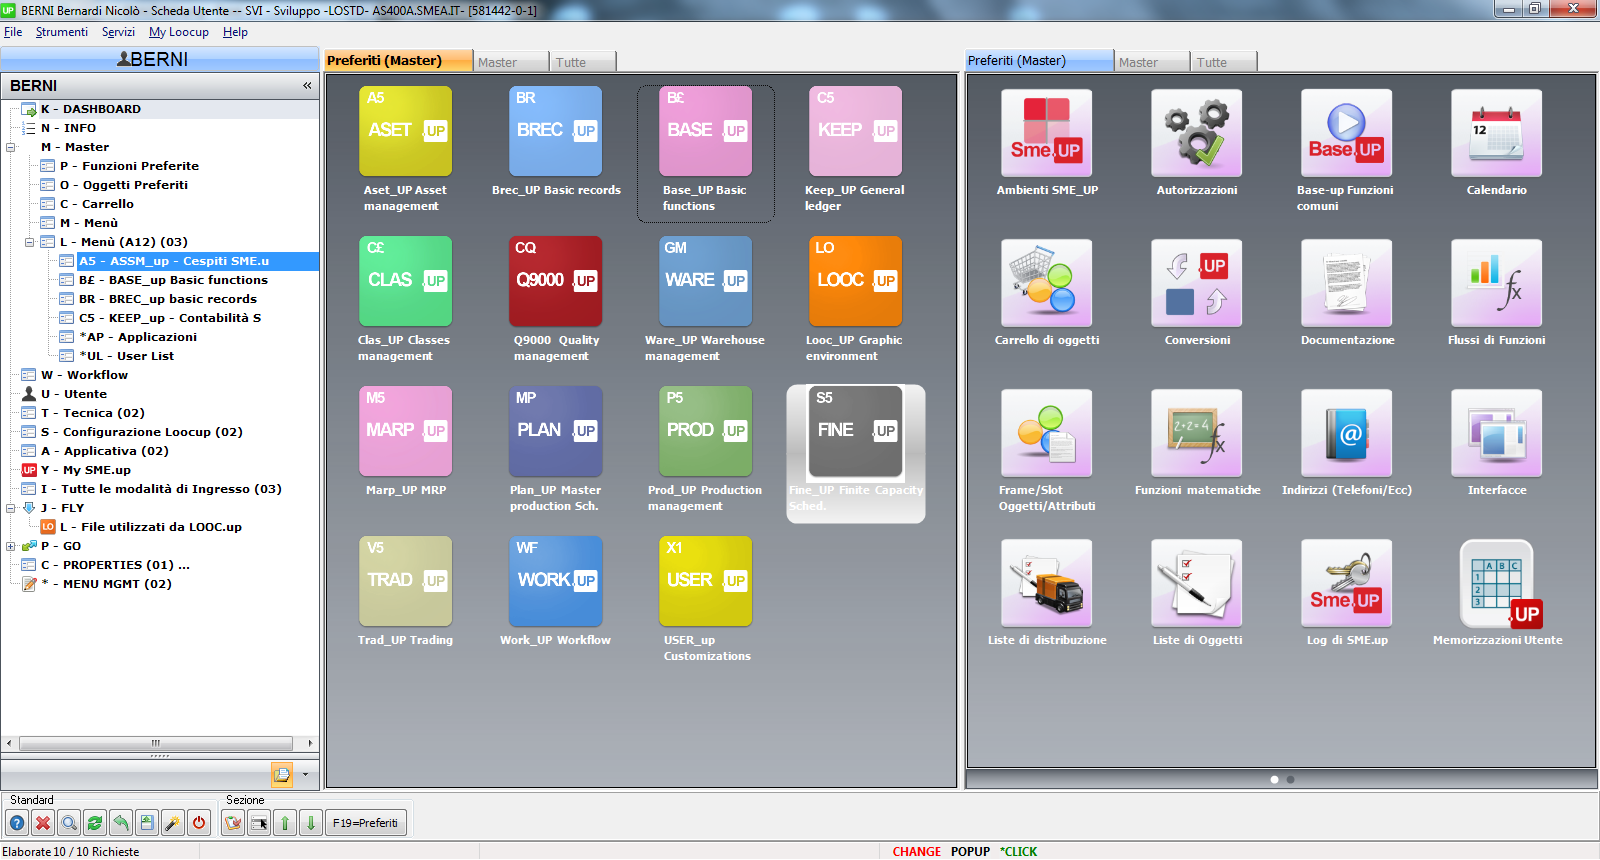 UP BERNI Bernardi Nicolò - Scheda Utente -- SVI - Sviluppo -LOSTD- AS400A.SMEA.IT- [581442-0-1]
File Strumenti Servizi My Loocup Help
BERNI
BERNI «
K - DASHBOARD
N - INFO
M - Master
P - Funzioni Preferite
O - Oggetti Preferiti
C - Carrello
M - Menù
L - Menù (A12) (03)
A5 - ASSM_up - Cespiti SME.u
B£ - BASE_up Basic functions
BR - BREC_up basic records
C5 - KEEP_up - Contabilità S
*AP - Applicazioni
*UL - User List
W - Workflow
U - Utente
T - Tecnica (02)
S - Configurazione Loocup (02)
A - Applicativa (02)
.UP Y - My SME.up
I - Tutte le modalità di Ingresso (03)
J - FLY
LO L - File utilizzati da LOOC.up
P - GO
C - PROPERTIES (01) ...
* - MENU MGMT (02)
Preferiti (Master) Master Tutte
A5 BR B£ C5
ASET .UP BREC .UP BASE .UP KEEP .UP
Aset_UP Asset management
Brec_UP Basic records
Base_UP Basic functions
Keep_UP General ledger
C£ CQ GM LO
CLAS .UP Q9000 .UP WARE .UP LOOC .UP
Clas_UP Classes management
Q9000 Quality management
Ware_UP Warehouse management
Looc_UP Graphic environment
M5 MP P5 S5
MARP .UP PLAN .UP PROD .UP FINE .UP
Marp_UP MRP
Plan_UP Master production Sch.
Prod_UP Production management
Fine_UP Finite Capacity Sched.
V5 WF X1
TRAD .UP WORK .UP USER .UP
Trad_UP Trading
Work_UP Workflow
USER_up Customizations
Preferiti (Master) Master Tutte
Sme.UP Base.UP 12
Ambienti SME_UP
Autorizzazioni
Base-up Funzioni comuni
Calendario
.UP fx
Carrello di oggetti
Conversioni
Documentazione
Flussi di Funzioni
2+2=4 fx @
Frame/Slot Oggetti/Attributi
Funzioni matematiche
Indirizzi (Telefoni/Ecc)
Interfacce
Sme.UP A B C 1 2 3 .UP
Liste di distribuzione
Liste di Oggetti
Log di SME.up
Memorizzazioni Utente
Standard Sezione
F19=Preferiti
Elaborate 10 / 10 Richieste CHANGE POPUP *CLICK